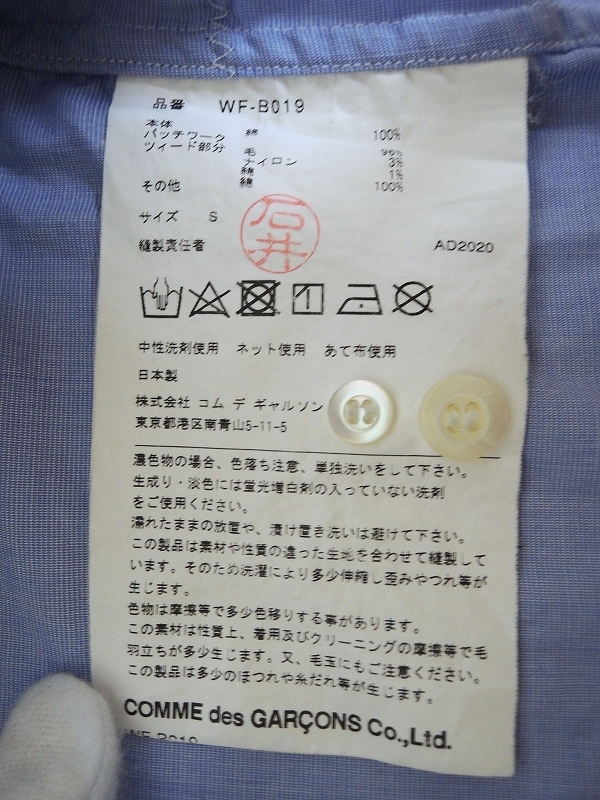 品番 WF-B019
本体
パッチワーク 綿 100%
ツイード部分 毛 96%
ナイロン 3%
綿 1%
その他 綿 100%
サイズ S
石井
縫製責任者 AD2020
中性洗剤使用 ネット使用 あて布使用
日本製
株式会社 コム デ ギャルソン
東京都港区南青山5-11-5
濃色物の場合、色落ち注意、単独洗いをして下さい。
生成り・淡色には蛍光増白剤の入っていない洗剤
をご使用ください。
濡れたままの放置や、漬け置き洗いは避けて下さい。
この製品は素材や性質の違った生地を合わせて縫製して
います。そのため洗濯により多少伸縮し歪みやつれ等が
生じます。
色物は摩擦等で多少色移りする事があります。
この素材は性質上、着用及びクリーニングの摩擦等で毛
羽立ちが多少生じます。又、毛玉にもご注意ください。
この製品は多少のほつれや糸だれ等が生じます。
COMME des GARÇONS Co.,Ltd.
WF-B019